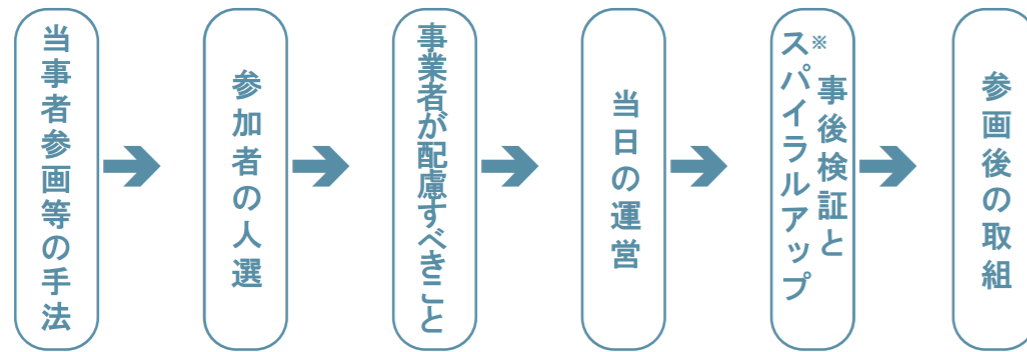 当事者参画等の手法
参加者の人選
事業者が配慮すべきこと
当日の運営
事後検証と
※スパイラルアップ
参画後の取組